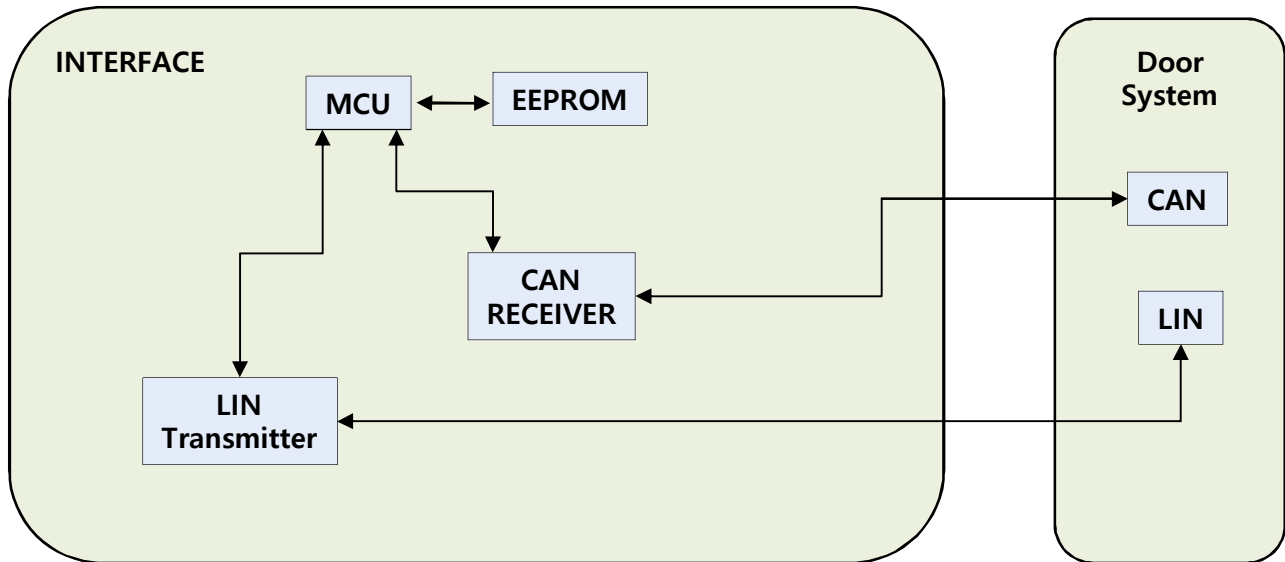 INTERFACE
MCU
EEPROM
CAN
RECEIVER
LIN
Transmitter
Door
System
CAN
LIN